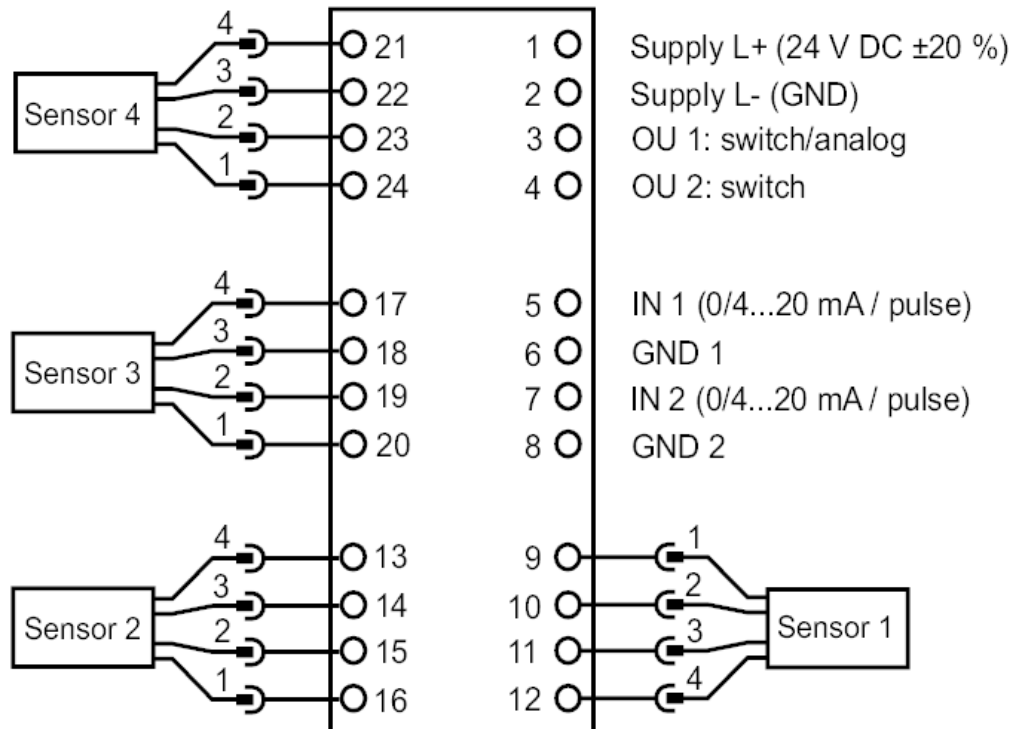 4 21 1 Supply L+ (24 V DC ±20 %)
3 22 2 Supply L- (GND)
Sensor 4
2 23 3 OU 1: switch/analog
1 24 4 OU 2: switch
4 17 5 IN 1 (0/4...20 mA / pulse)
3 18 6 GND 1
Sensor 3
2 19 7 IN 2 (0/4...20 mA / pulse)
1 20 8 GND 2
4 13 9 1
3 14 10 2
Sensor 2 Sensor 1
2 15 11 3
1 16 12 4